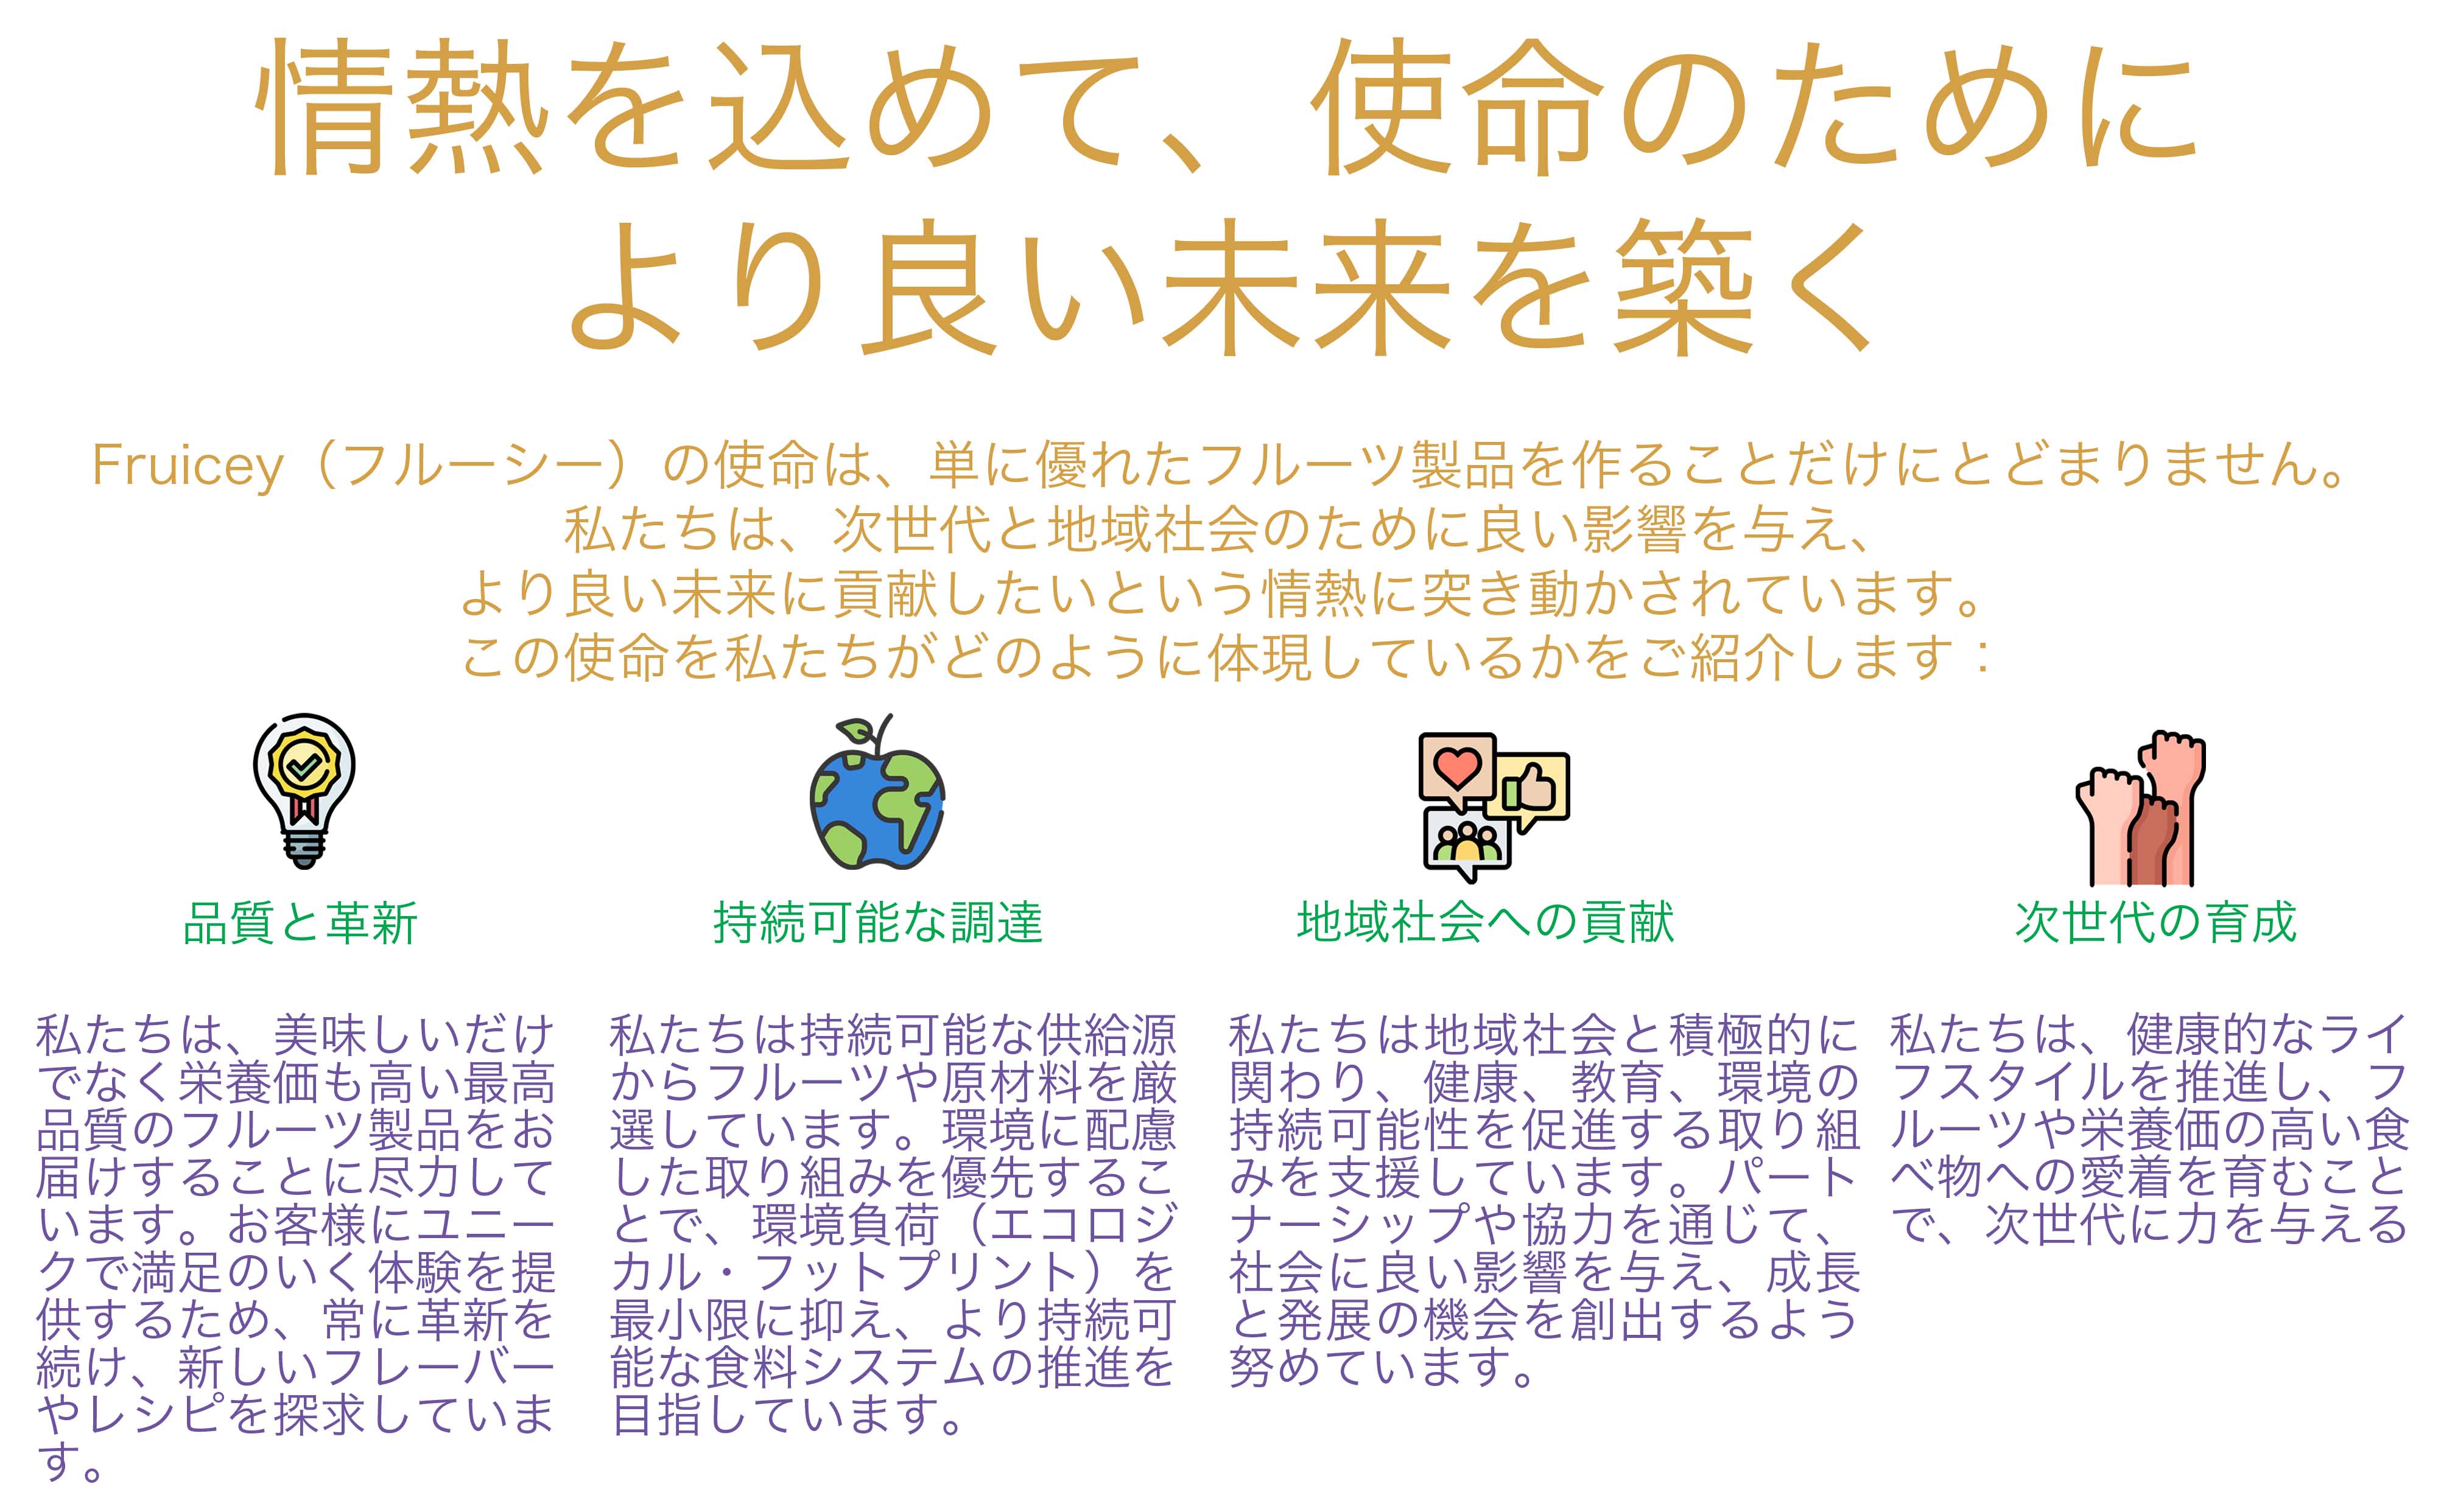 情熱を込めて、使命のために
より良い未来を築く
Fruicey（フルーシー）の使命は、単に優れたフルーツ製品を作ることだけにとどまりません。
私たちは、次世代と地域社会のために良い影響を与え、
より良い未来に貢献したいという情熱に突き動かされています。
この使命を私たちがどのように体現しているかをご紹介します：
品質と革新
私たちは、美味しいだけ
でなく栄養価も高い最高
品質のフルーツ製品をお
届けすることに尽力して
います。お客様にユニー
クで満足のいく体験を提
供するため、常に革新を
続け、新しいフレーバー
やレシピを探求していま
す。
持続可能な調達
私たちは持続可能な供給源
からフルーツや原材料を厳
選しています。環境に配慮
した取り組みを優先するこ
とで、環境負荷（エコロジ
カル・フットプリント）を
最小限に抑え、より持続可
能な食料システムの推進を
目指しています。
地域社会への貢献
私たちは地域社会と積極的に
関わり、健康、教育、環境の
持続可能性を促進する取り組
みを支援しています。パート
ナーシップや協力を通じて、
社会に良い影響を与え、成長
と発展の機会を創出するよう
努めています。
次世代の育成
私たちは、健康的なライ
フスタイルを推進し、フ
ルーツや栄養価の高い食
べ物への愛着を育むこと
で、次世代に力を与える